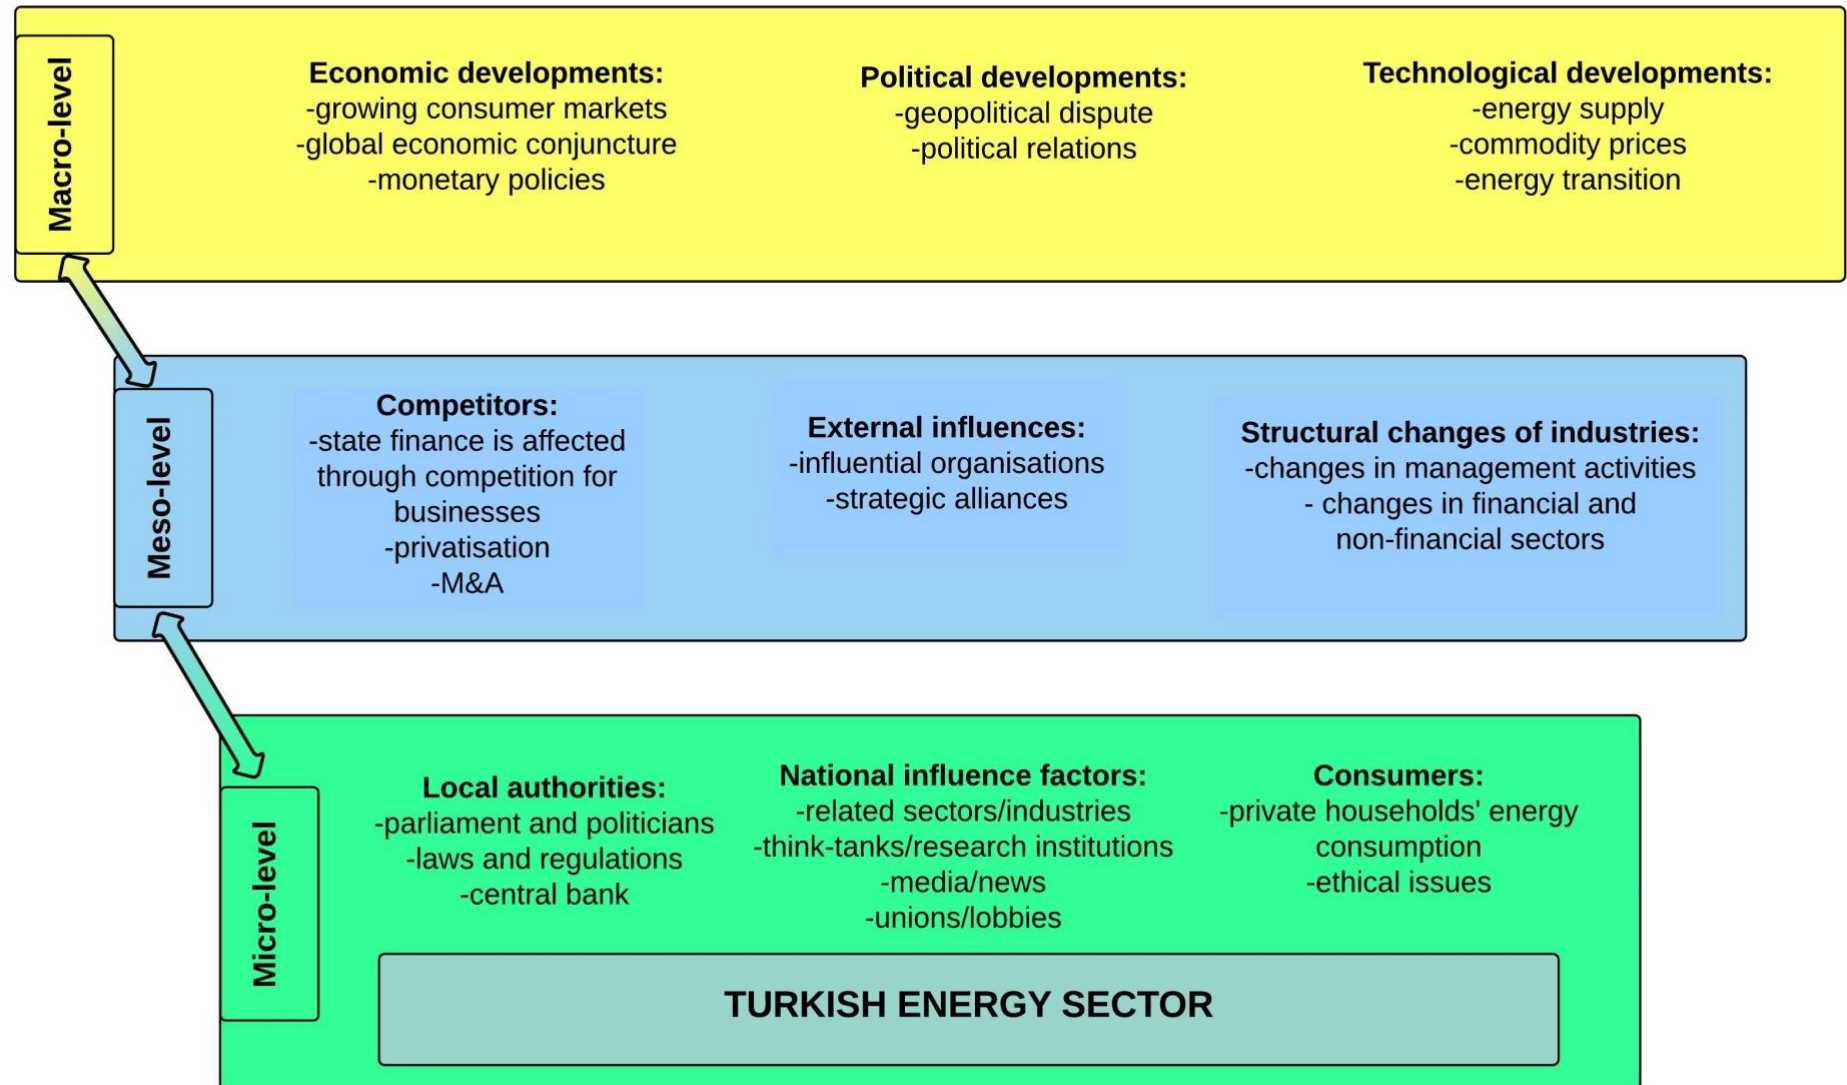 Macro-level
Economic developments:
-growing consumer markets
-global economic conjuncture
-monetary policies
Political developments:
-geopolitical dispute
-political relations
Technological developments:
-energy supply
-commodity prices
-energy transition
Meso-level
Competitors:
-state finance is affected
through competition for
businesses
-privatisation
-M&A
External influences:
-influential organisations
-strategic alliances
Structural changes of industries:
-changes in management activities
- changes in financial and
non-financial sectors
Micro-level
Local authorities:
-parliament and politicians
-laws and regulations
-central bank
National influence factors:
-related sectors/industries
-think-tanks/research institutions
-media/news
-unions/lobbies
Consumers:
-private households' energy
consumption
-ethical issues
TURKISH ENERGY SECTOR